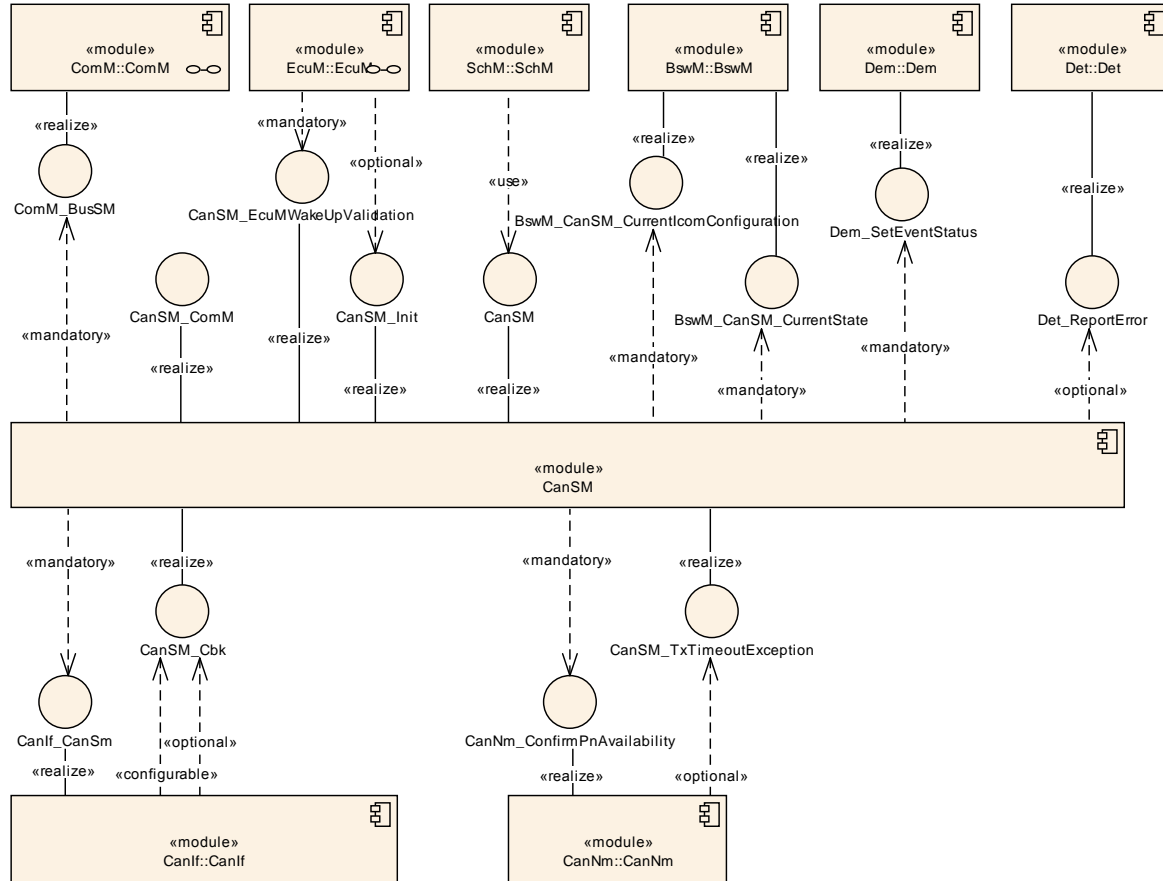 «module»
ComM::ComM
«module»
EcuM::EcuM
«module»
SchM::SchM
«module»
BswM::BswM
«module»
Dem::Dem
«module»
Det::Det
«realize»
«mandatory»
«optional»
«use»
«realize»
«realize»
«realize»
«realize»
ComM_BusSM
CanSM_EcuMWakeUpValidation
BswM_CanSM_CurrentIcomConfiguration
Dem_SetEventStatus
CanSM_ComM
CanSM_Init
CanSM
BswM_CanSM_CurrentState
Det_ReportError
«mandatory»
«realize»
«realize»
«realize»
«realize»
«mandatory»
«mandatory»
«mandatory»
«optional»
«module»
CanSM
«mandatory»
«realize»
«mandatory»
«realize»
CanSM_Cbk
CanSM_TxTimeoutException
CanIf_CanSm
«optional»
CanNm_ConfirmPnAvailability
«realize»
«configurable»
«realize»
«optional»
«module»
CanIf::CanIf
«module»
CanNm::CanNm